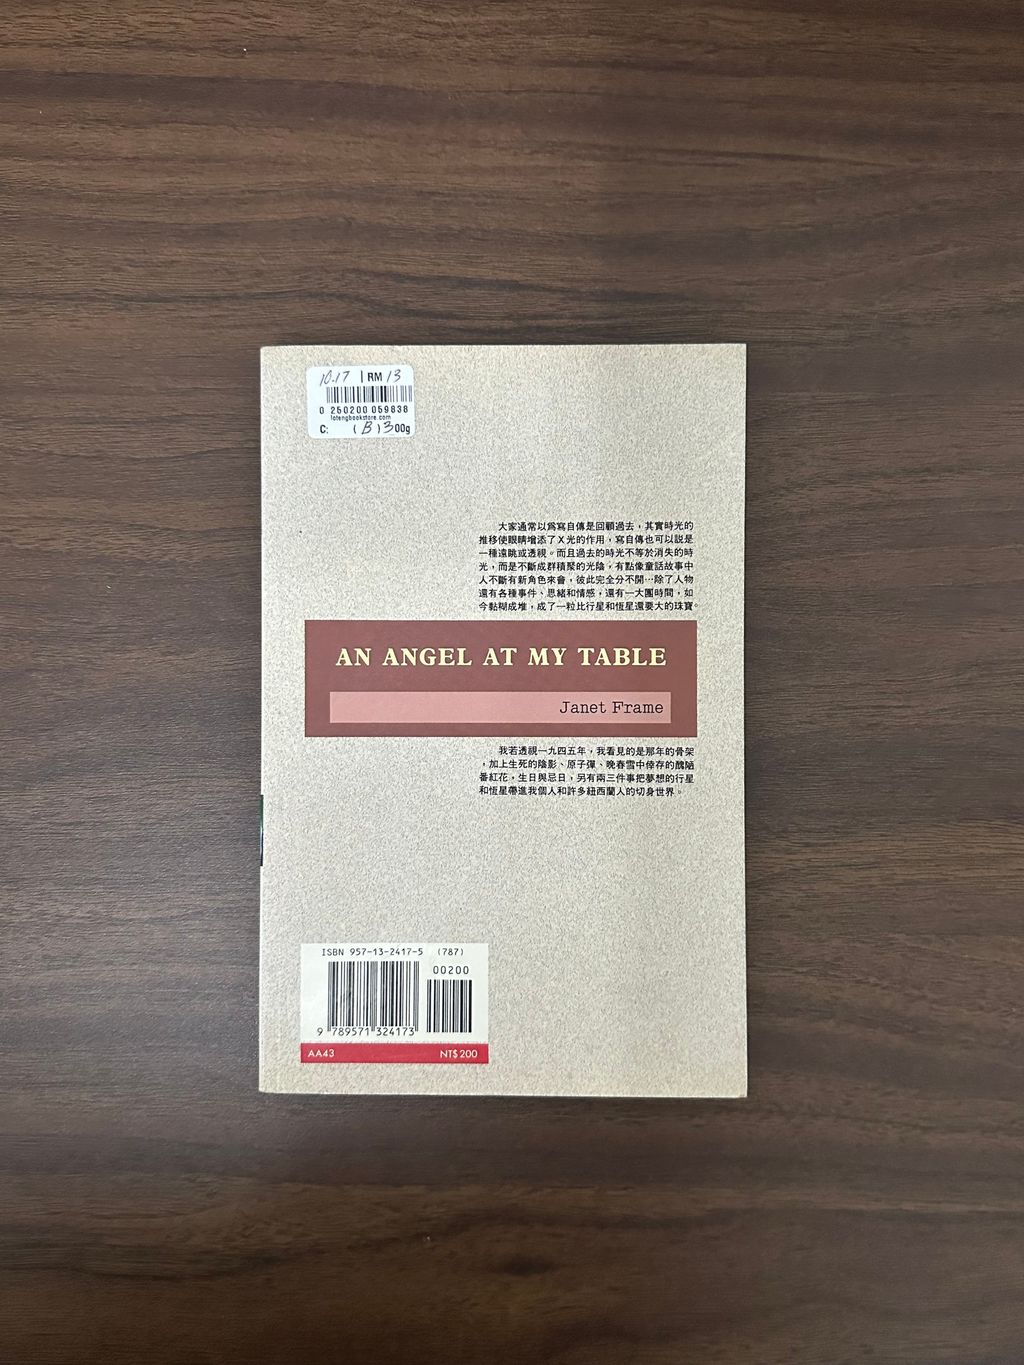 10.17 | RM 13
0 250200 059838
lotengbookstore.com
C: (B) 300g
大家通常以爲寫自傳是回顧過去，其實時光的
推移使眼睛增添了X光的作用，寫自傳也可以説是
一種遠眺或透視。而且過去的時光不等於消失的時
光，而是不斷成群積聚的光陰，有點像童話故事中
人不斷有新角色來會，彼此完全分不開…除了人物
還有各種事件、思緒和情感，還有一大團時間，如
今黏糊成堆，成了一粒比行星和恆星還要大的珠寶。
AN ANGEL AT MY TABLE
Janet Frame
我若透視一九四五年，我看見的是那年的骨架
，加上生死的陰影、原子彈、晚春雪中倖存的醜陋
番紅花，生日與忌日，另有兩三件事把夢想的行星
和恆星帶進我個人和許多紐西蘭人的切身世界。
ISBN 957-13-2417-5 (787)
00200
9 789571 324173
AA43 NT$200